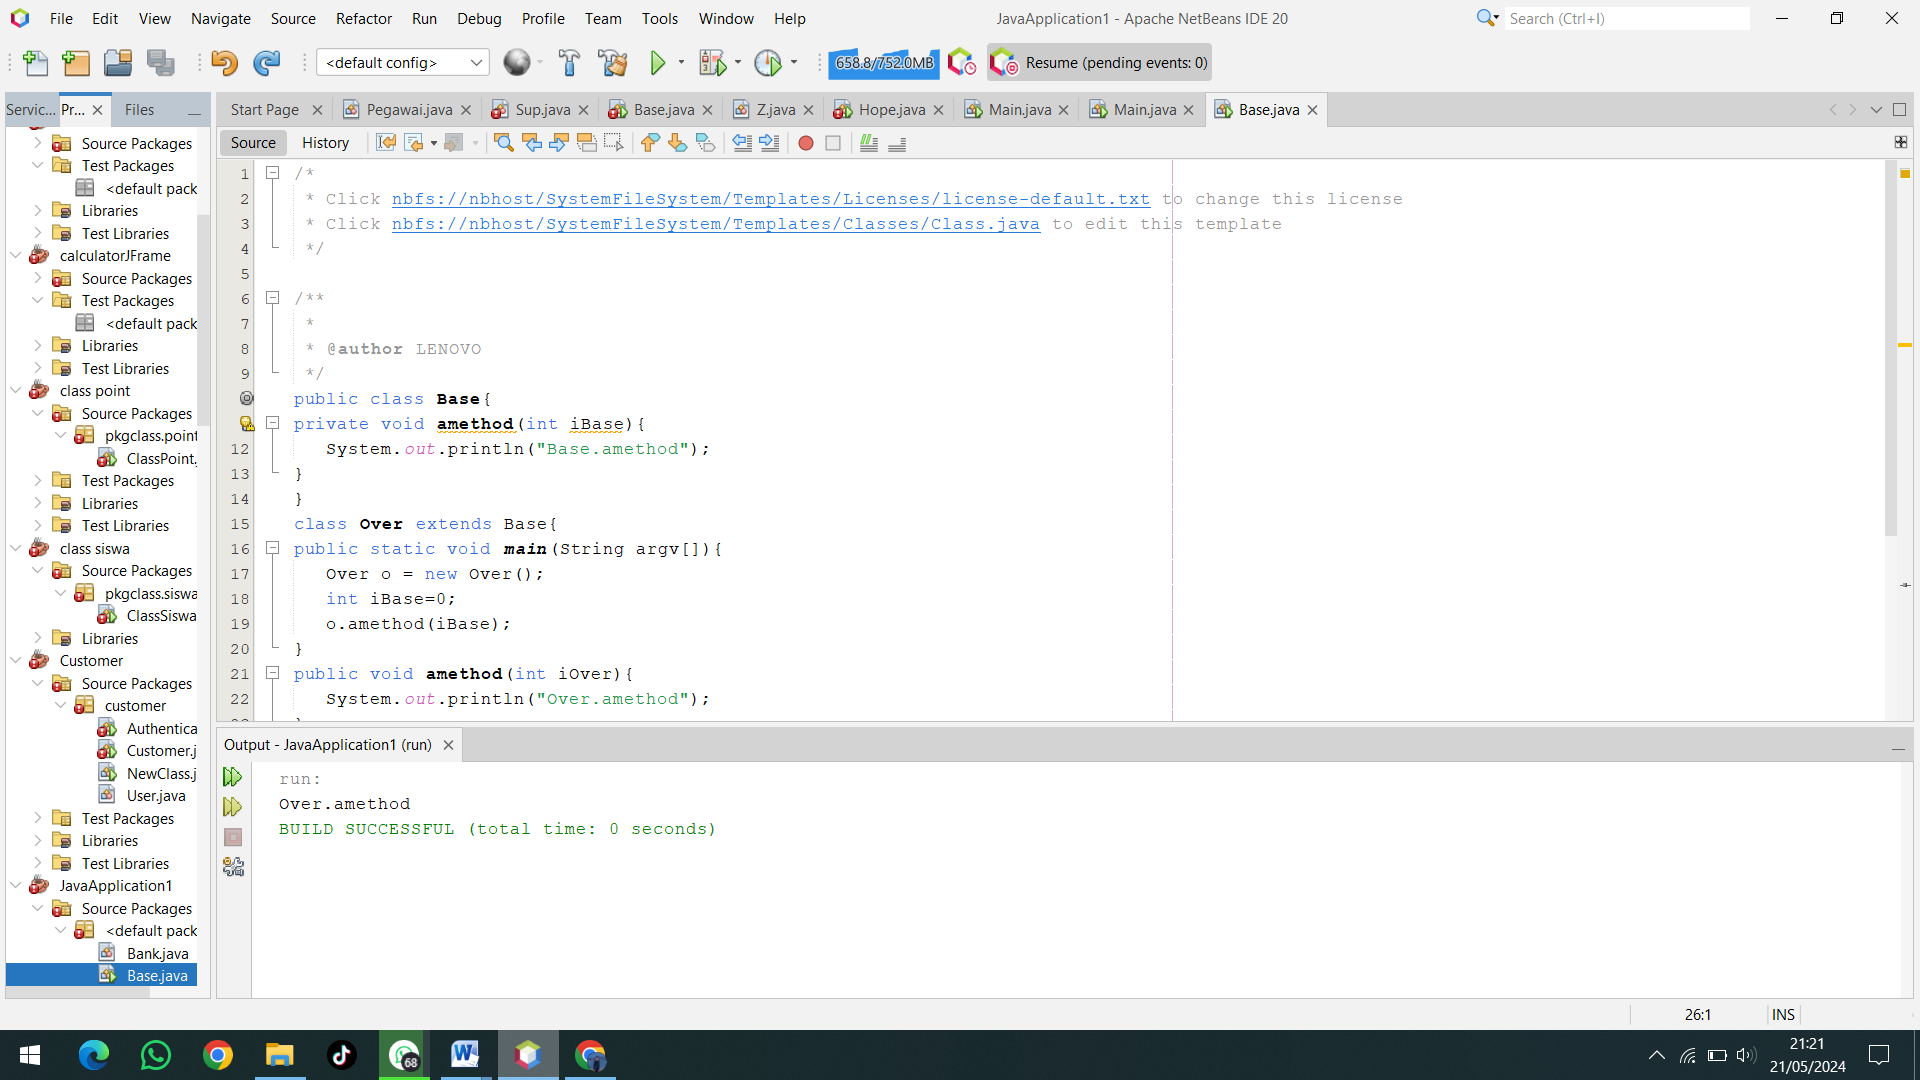 File Edit View Navigate Source Refactor Run Debug Profile Team Tools Window Help
JavaApplication1 - Apache NetBeans IDE 20
Search (Ctrl+I)
<default config>
658.8/752.0MB
Resume (pending events: 0)
Servic... Pr... Files
Start Page Pegawai.java Sup.java Base.java Z.java Hope.java Main.java Main.java Base.java
Source History
Source Packages
Test Packages
<default pack
Libraries
Test Libraries
calculatorJFrame
Source Packages
Test Packages
<default pack
Libraries
Test Libraries
class point
Source Packages
pkgclass.point
ClassPoint.
Test Packages
Libraries
Test Libraries
class siswa
Source Packages
pkgclass.siswa
ClassSiswa
Libraries
Customer
Source Packages
customer
Authentica
Customer.j
NewClass.j
User.java
Test Packages
Libraries
Test Libraries
JavaApplication1
Source Packages
<default pack
Bank.java
Base.java
1 /*
2 * Click nbfs://nbhost/SystemFileSystem/Templates/Licenses/license-default.txt to change this license
3 * Click nbfs://nbhost/SystemFileSystem/Templates/Classes/Class.java to edit this template
4 */
5
6 /**
7 *
8 * @author LENOVO
9 */
public class Base{
private void amethod(int iBase){
12 System.out.println("Base.amethod");
13 }
14 }
15 class Over extends Base{
16 public static void main(String argv[]){
17 Over o = new Over();
18 int iBase=0;
19 o.amethod(iBase);
20 }
21 public void amethod(int iOver){
22 System.out.println("Over.amethod");
Output - JavaApplication1 (run)
run:
Over.amethod
BUILD SUCCESSFUL (total time: 0 seconds)
26:1 INS
68
21:21
21/05/2024